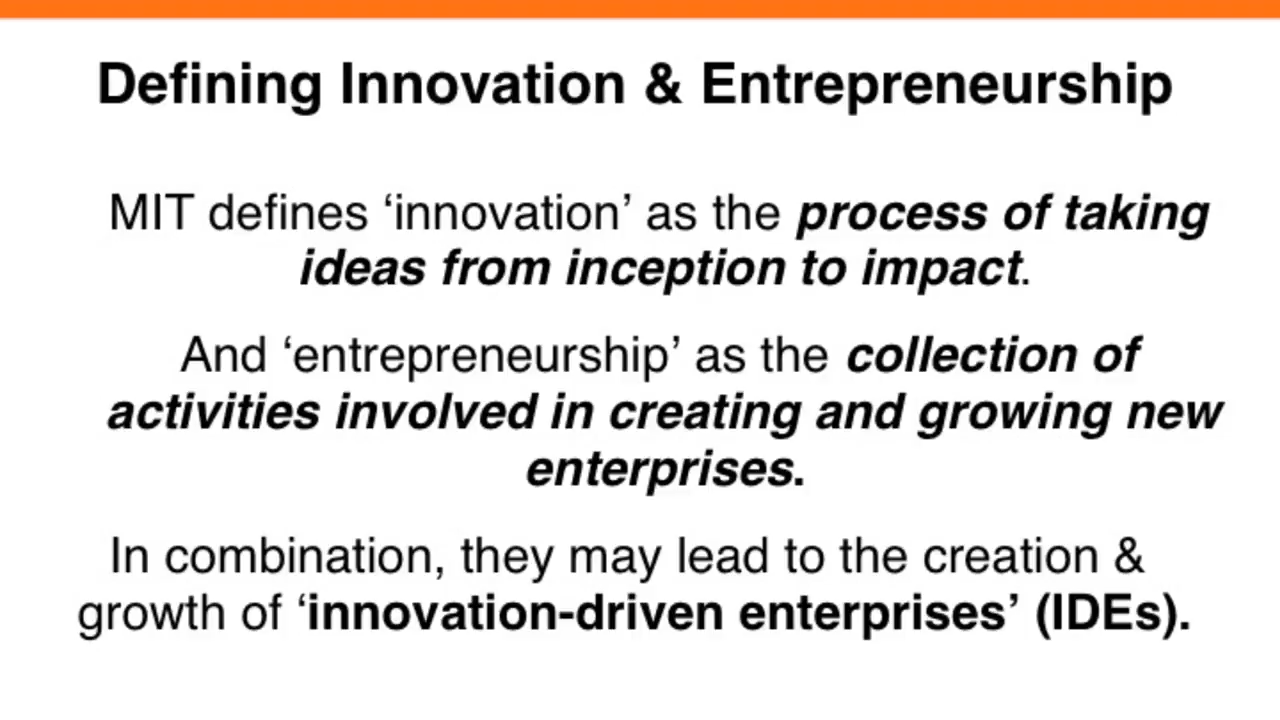 Defining Innovation & Entrepreneurship
MIT defines ‘innovation’ as the process of taking
ideas from inception to impact.
And ‘entrepreneurship’ as the collection of
activities involved in creating and growing new
enterprises.
In combination, they may lead to the creation &
growth of ‘innovation-driven enterprises’ (IDEs).